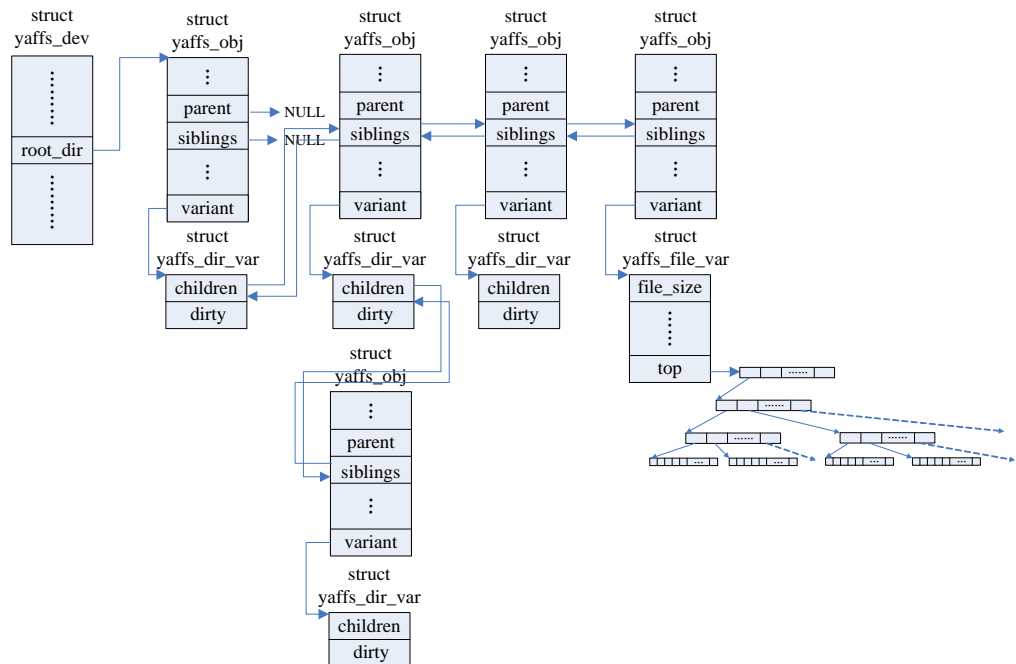 struct
yaffs_dev
⋮
root_dir
⋮
struct
yaffs_obj
⋮
parent
siblings
⋮
variant
NULL
NULL
struct
yaffs_obj
⋮
parent
siblings
⋮
variant
struct
yaffs_obj
⋮
parent
siblings
⋮
variant
struct
yaffs_obj
⋮
parent
siblings
⋮
variant
struct
yaffs_dir_var
children
dirty
struct
yaffs_dir_var
children
dirty
struct
yaffs_dir_var
children
dirty
struct
yaffs_file_var
file_size
⋮
top
struct
yaffs_obj
⋮
parent
siblings
⋮
variant
struct
yaffs_dir_var
children
dirty